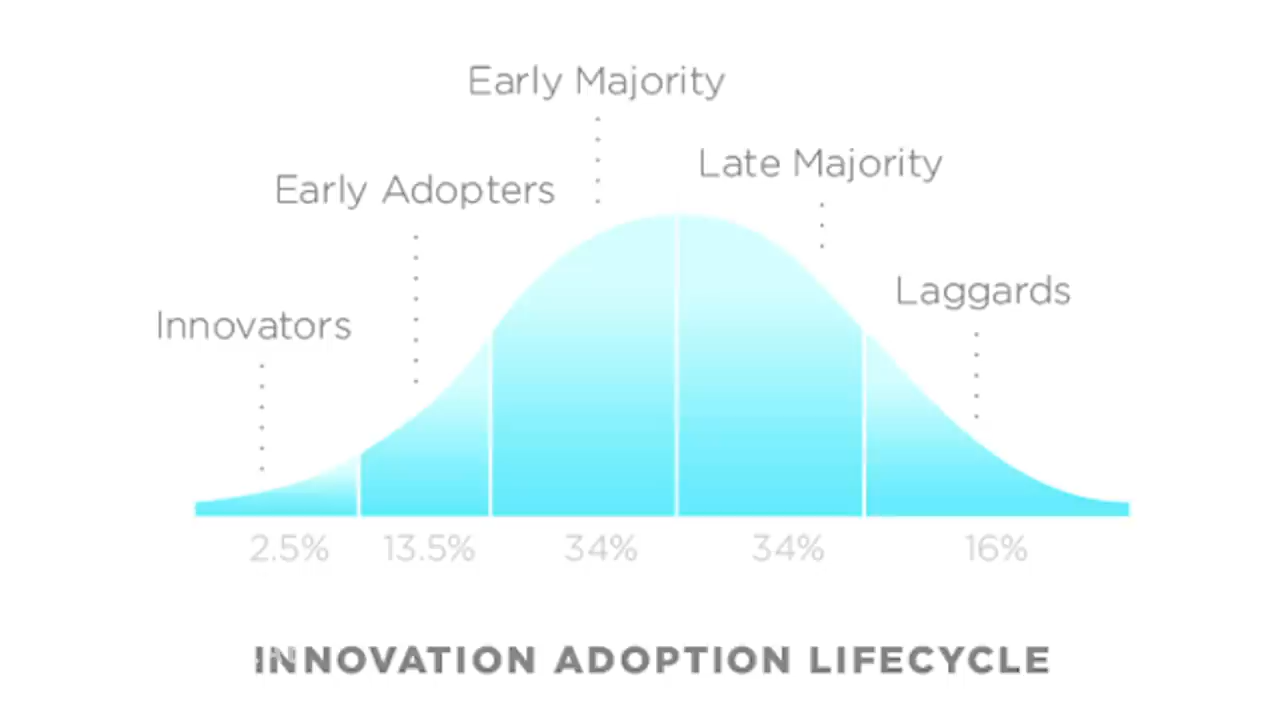 Early Majority
Late Majority
Early Adopters
Laggards
Innovators
2.5% 13.5% 34% 34% 16%
INNOVATION ADOPTION LIFECYCLE